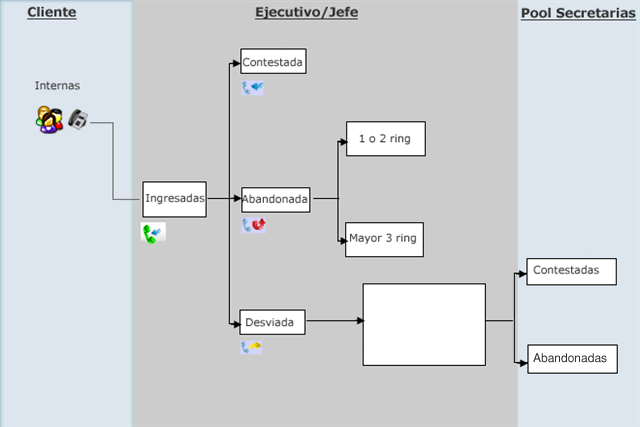 Cliente
Ejecutivo/Jefe
Pool Secretarias
Internas
Contestada
1 o 2 ring
Ingresadas
Abandonada
Mayor 3 ring
Contestadas
Desviada
Abandonadas